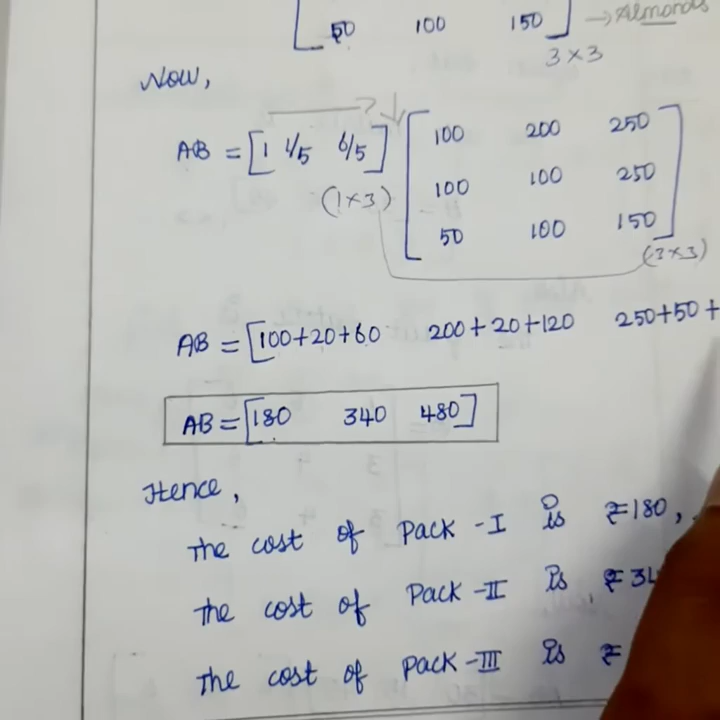 50 100 150 → Almonds
3×3
Now,
AB = [1 1/5 6/5] [100 200 250
(1×3) 100 100 250
50 100 150]
(3×3)
AB = [100+20+60 200+20+120 250+50+
AB = [180 340 480]
Hence,
The cost of Pack-I is ₹180,
The cost of Pack-II is ₹34
The cost of Pack-III is ₹